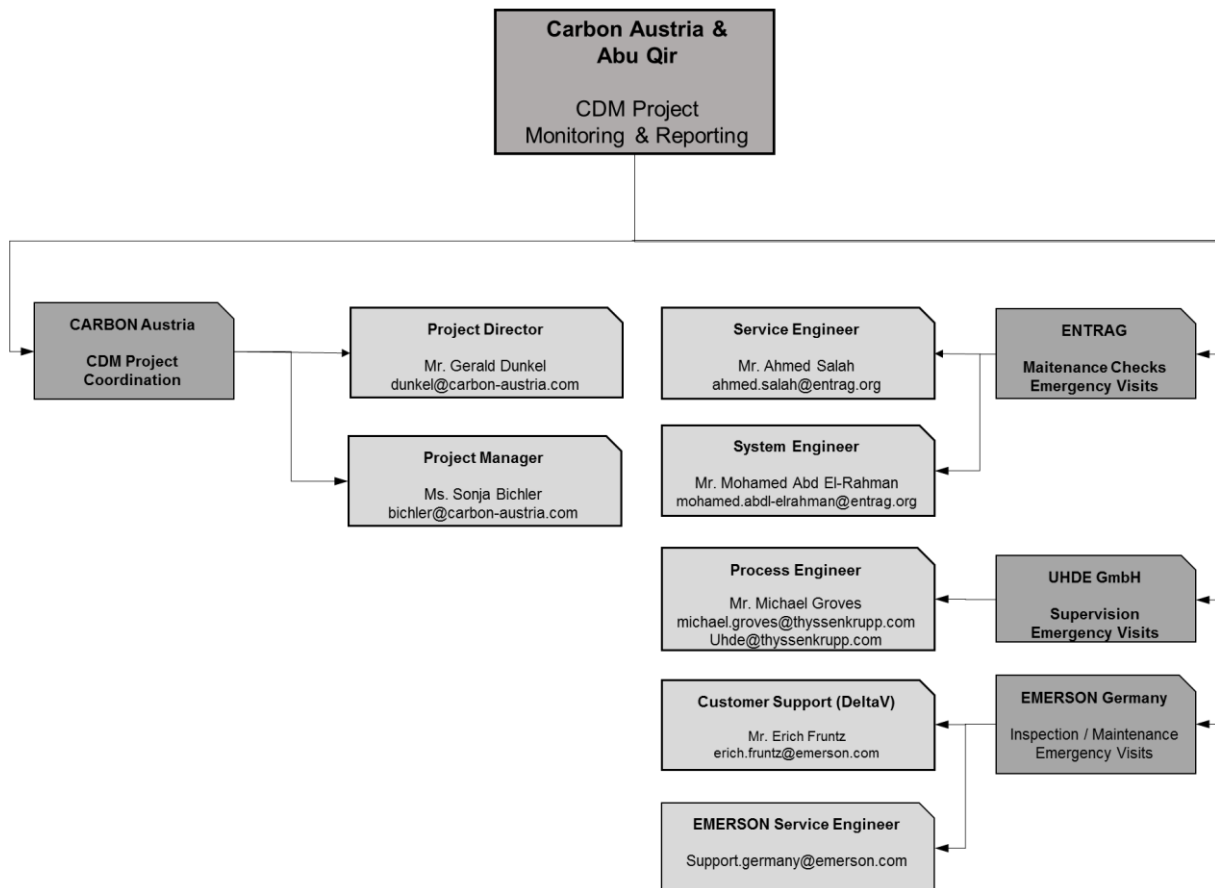 Carbon Austria &
Abu Qir
CDM Project
Monitoring & Reporting
CARBON Austria
CDM Project
Coordination
Project Director
Mr. Gerald Dunkel
dunkel@carbon-austria.com
Project Manager
Ms. Sonja Bichler
bichler@carbon-austria.com
Service Engineer
Mr. Ahmed Salah
ahmed.salah@entrag.org
ENTRAG
Maitenance Checks
Emergency Visits
System Engineer
Mr. Mohamed Abd El-Rahman
mohamed.abdl-elrahman@entrag.org
Process Engineer
Mr. Michael Groves
michael.groves@thyssenkrupp.com
Uhde@thyssenkrupp.com
UHDE GmbH
Supervision
Emergency Visits
Customer Support (DeltaV)
Mr. Erich Fruntz
erich.fruntz@emerson.com
EMERSON Germany
Inspection / Maintenance
Emergency Visits
EMERSON Service Engineer
Support.germany@emerson.com